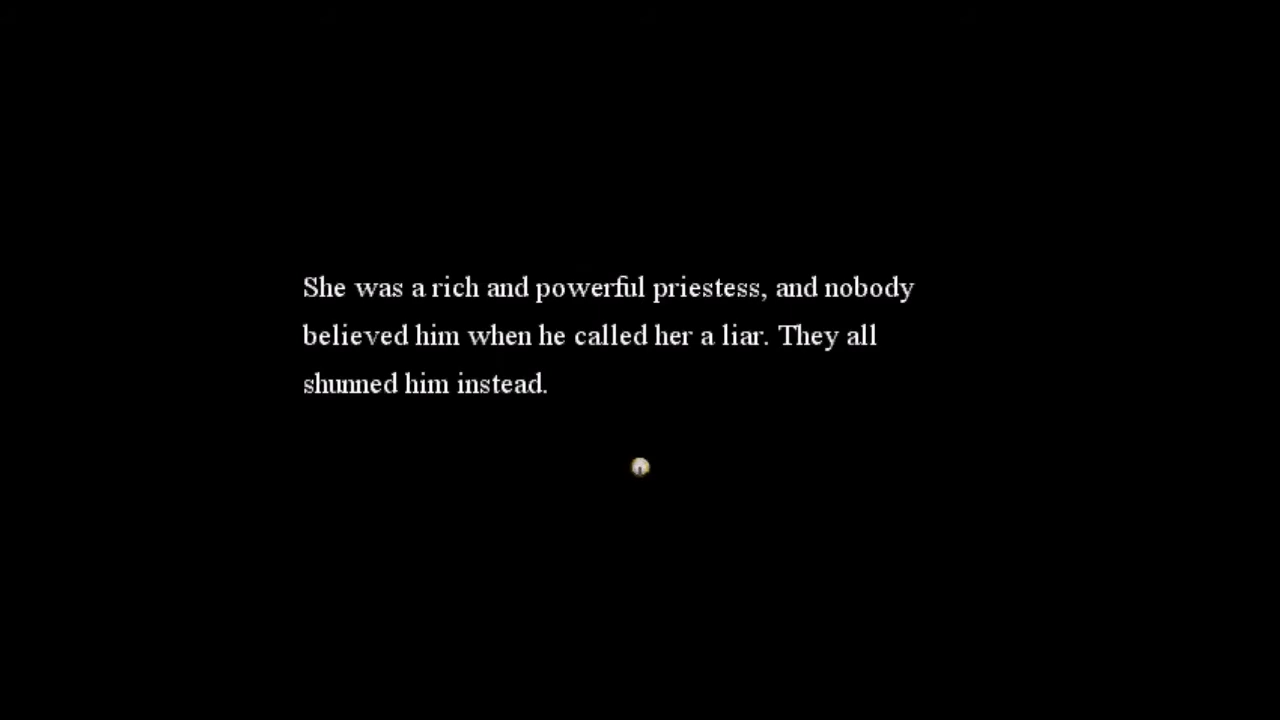 She was a rich and powerful priestess, and nobody
believed him when he called her a liar. They all
shunned him instead.